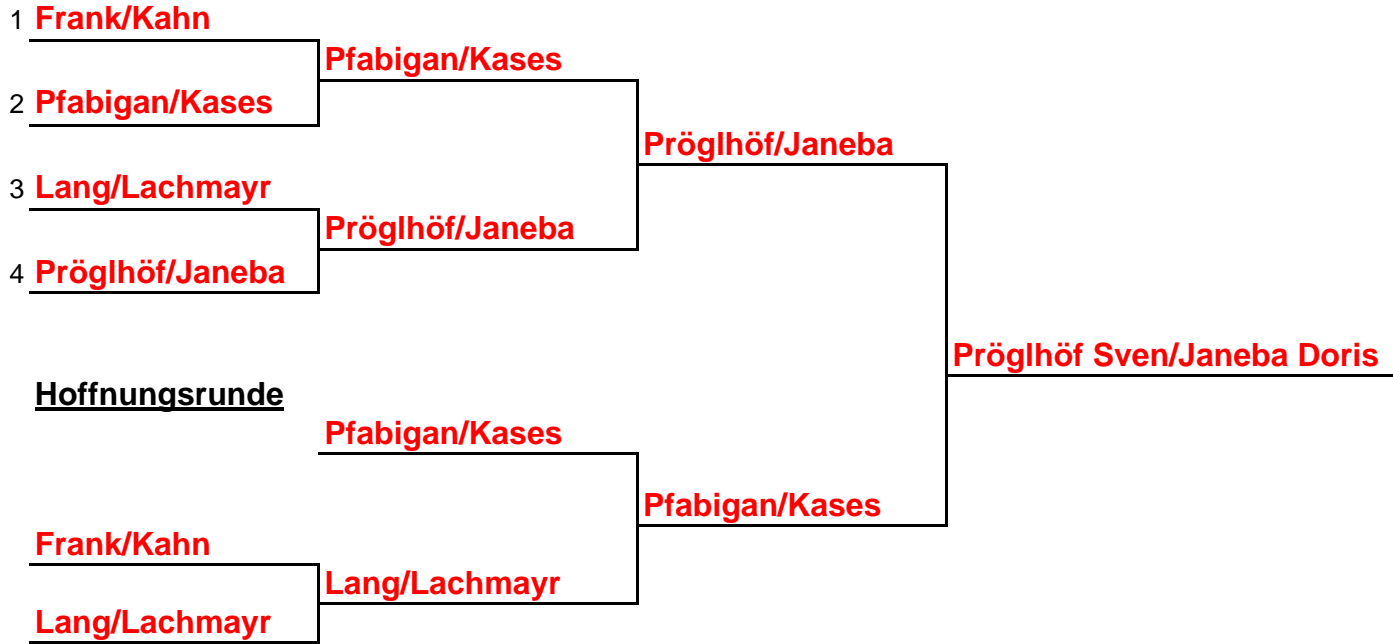 1 Frank/Kahn
Pfabigan/Kases
2 Pfabigan/Kases
Pröglhöf/Janeba
3 Lang/Lachmayr
Pröglhöf/Janeba
4 Pröglhöf/Janeba
Pröglhöf Sven/Janeba Doris
Hoffnungsrunde
Pfabigan/Kases
Pfabigan/Kases
Frank/Kahn
Lang/Lachmayr
Lang/Lachmayr